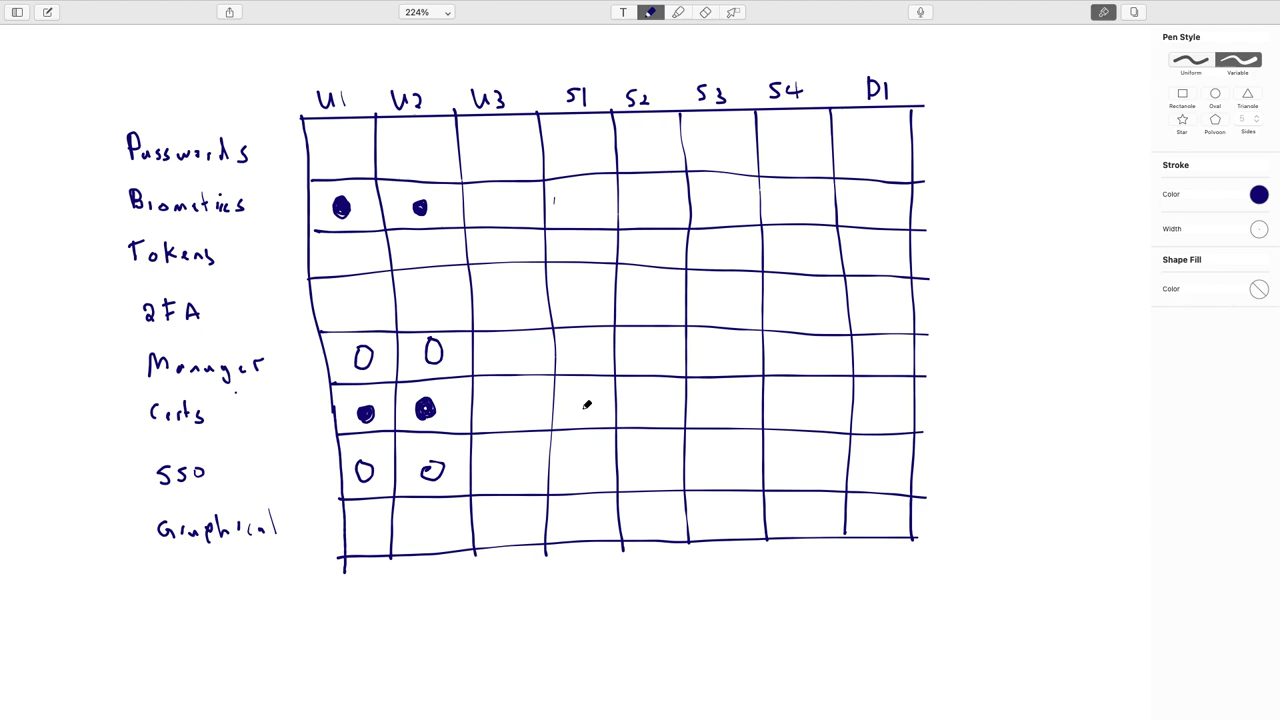 224%
T
U1 U2 U3 S1 S2 S3 S4 D1
Passwords
Biometrics
Tokens
2FA
Manager
Certs
SSO
Graphical
Pen Style
Uniform Variable
Rectangle Oval Triangle
Star Polygon 5 Sides
Stroke
Color
Width
Shape Fill
Color